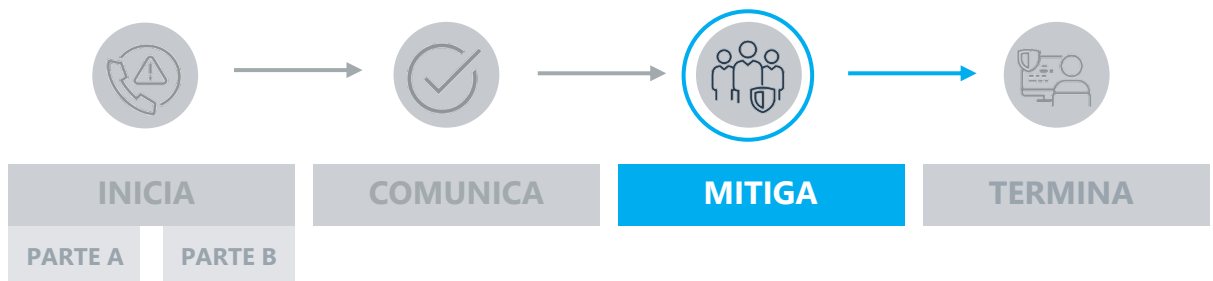 INICIA
COMUNICA
MITIGA
TERMINA
PARTE A
PARTE B